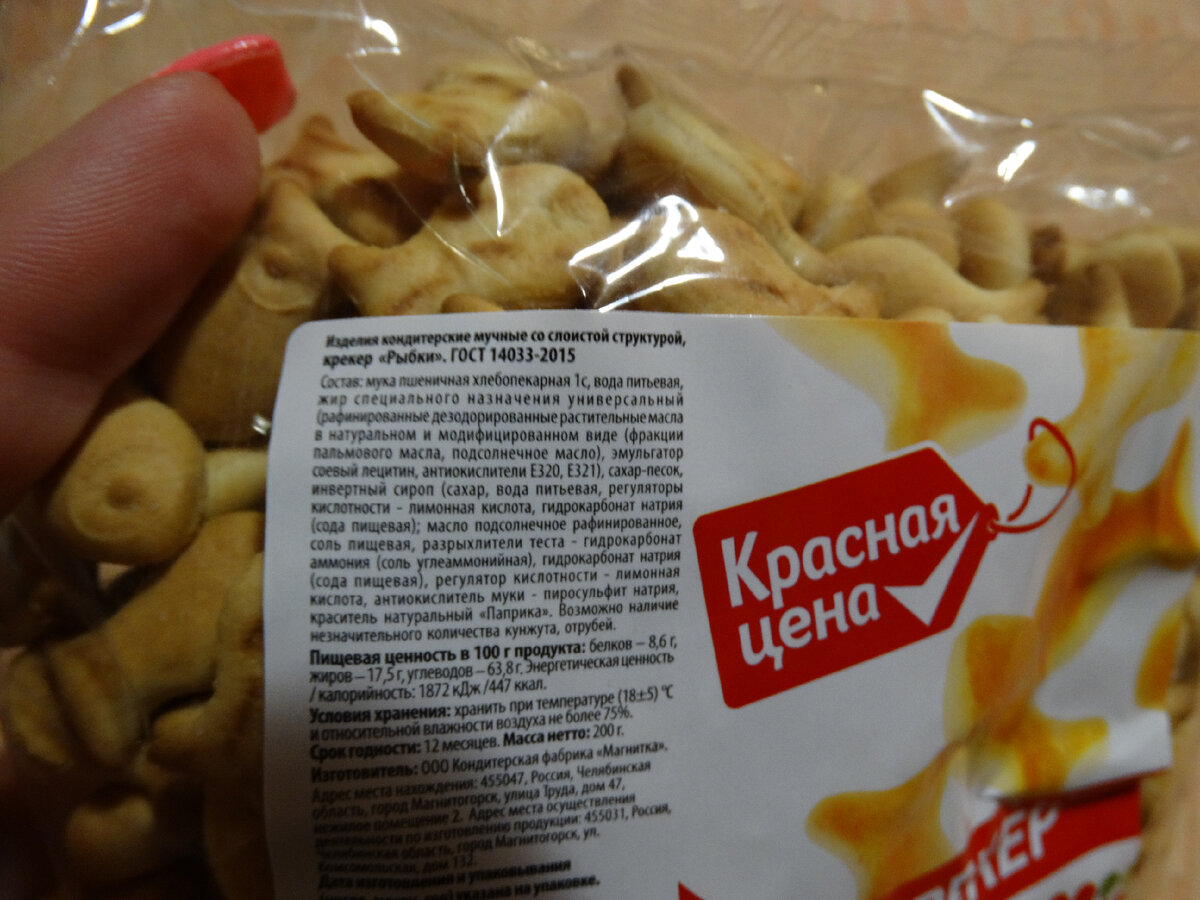 Изделия кондитерские мучные со слоистой структурой,
крекер «Рыбки». ГОСТ 14033-2015
Состав: мука пшеничная хлебопекарная 1с, вода питьевая,
жир специального назначения универсальный
(рафинированные дезодорированные растительные масла
в натуральном и модифицированном виде (фракции
пальмового масла, подсолнечное масло), эмульгатор
соевый лецитин, антиокислители Е320, Е321), сахар-песок,
инвертный сироп (сахар, вода питьевая, регуляторы
кислотности - лимонная кислота, гидрокарбонат натрия
(сода пищевая); масло подсолнечное рафинированное,
соль пищевая, разрыхлители теста - гидрокарбонат
аммония (соль углеаммонийная), гидрокарбонат натрия
(сода пищевая), регулятор кислотности - лимонная
кислота, антиокислитель муки - пиросульфит натрия,
краситель натуральный «Паприка». Возможно наличие
незначительного количества кунжута, отрубей.
Пищевая ценность в 100 г продукта: белков – 8,6 г,
жиров – 17,5 г, углеводов – 63,8 г. Энергетическая ценность
/ калорийность: 1872 кДж /447 ккал.
Условия хранения: хранить при температуре (18±5) °С
и относительной влажности воздуха не более 75%.
Срок годности: 12 месяцев. Масса нетто: 200 г.
Изготовитель: ООО Кондитерская фабрика «Магнитка».
Адрес места нахождения: 455047, Россия, Челябинская
область, город Магнитогорск, улица Труда, дом 47,
нежилое помещение 2. Адрес места осуществления
деятельности по изготовлению продукции: 455031, Россия,
Челябинская область, город Магнитогорск, ул.
Комсомольская, дом 132.
Дата изготовления и упаковывания
указана на упаковке.
Красная
цена